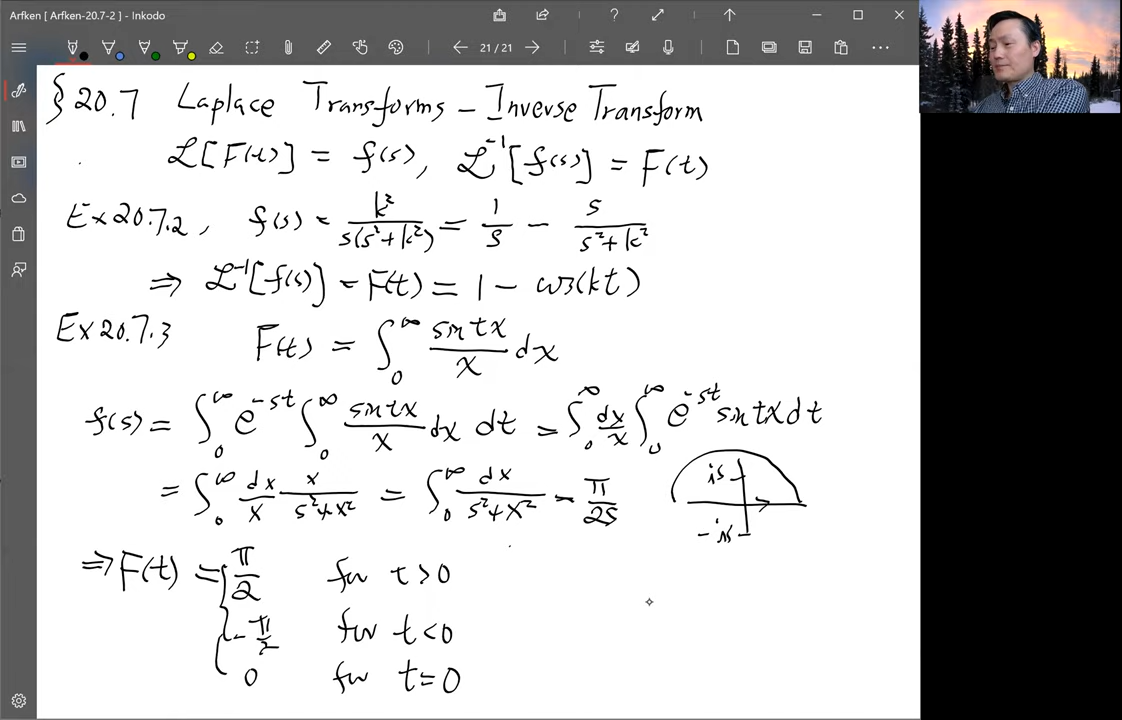 Arfken [ Arfken-20.7-2 ] - Inkodo
21 / 21
§ 20.7 Laplace Transforms – Inverse Transform
ℒ[F(t)] = f(s), ℒ⁻¹[f(s)] = F(t)
Ex 20.7.2, f(s) = k²/(s(s²+k²)) = 1/s – s/(s²+k²)
⇒ ℒ⁻¹[f(s)] = F(t) = 1 – cos(kt)
Ex 20.7.3 F(t) = ∫₀^∞ (sin tx)/x dx
f(s) = ∫₀^∞ e^(-st) ∫₀^∞ (sin tx)/x dx dt = ∫₀^∞ dx/x ∫₀^∞ e^(-st) sin tx dt
= ∫₀^∞ dx/x x/(s²+x²) = ∫₀^∞ dx/(s²+x²) = π/2s
is
-is
⇒ F(t) = { π/2 for t > 0
-π/2 for t < 0
0 for t = 0